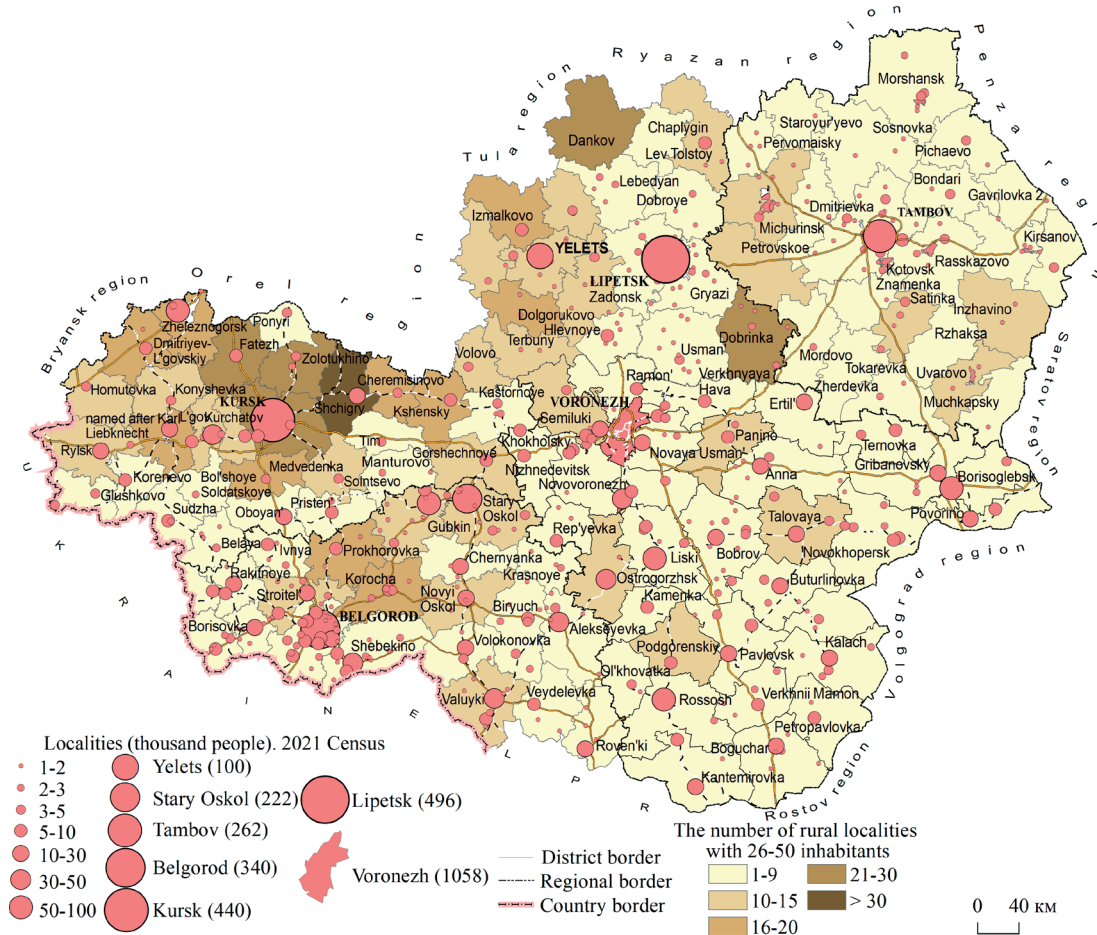 Ryazan region
Penza region
Tula region
Orel region
Bryansk region
Saratov region
Volgograd region
Rostov region
UKRAINE
LPR
Morshansk
Staroyur'yevo
Sosnovka
Pervomaisky
Pichaevo
Chaplygin
Lev Tolstoy
Dankov
Lebedyan
Dobroye
Bondari
Gavrilovka 2
Dmitrievka
TAMBOV
Izmalkovo
Michurinsk
Petrovskoe
Kirsanov
YELETS
Rasskazovo
Kotovsk
Znamenka
LIPETSK
Zadonsk
Gryazi
Satinka
Inzhavino
Dolgorukovo
Hlevnoye
Terbuny
Dobrinka
Rzhaksa
Ponyri
Zheleznogorsk
Dmitriyev-
L'govskiy
Fatezh
Zolotukhino
Volovo
Usman
Mordovo
Tokarevka
Uvarovo
Homutovka
Konyshevka
Cheremisinovo
Kastornoye
Ramon'
Verkhnyaya
Hava
Zherdevka
Muchkapsky
KURSK
Shchigry
Kshensky
VORONEZH
Ertil'
named after Karl
Liebknecht
L'gov
Kurchatov
Semiluki
Khokholsky
Panino
Ternovka
Rylsk
Tim
Gorshechnoye
Novaya Usman'
Gribanovsky
Medvedenka
Manturovo
Nizhnedevitsk
Anna
Borisoglebsk
Korenevo
Bol'shoye
Soldatskoye
Solntsevo
Novovoronezh
Glushkovo
Pristen'
Stary
Oskol
Sudzha
Oboyan'
Gubkin
Rep'yevka
Talovaya
Povorino
Belaya
Ivnya
Prokhorovka
Chernyanka
Liski
Bobrov
Novokhopersk
Rakitnoye
Korocha
Krasnoye
Ostrogorzhsk
Buturlinovka
Stroitel'
Novyi
Oskol
Biryuch
Kamenka
Borisovka
BELGOROD
Alekseyevka
Shebekino
Volokonovka
Podgorenskiy
Pavlovsk
Kalach
Ol'khovatka
Valuyki
Veydelevka
Rossosh
Verkhnii Mamon
Petropavlovka
Roven'ki
Boguchar
Kantemirovka
Localities (thousand people). 2021 Census
1-2
2-3
3-5
5-10
10-30
30-50
50-100
Yelets (100)
Stary Oskol (222)
Tambov (262)
Belgorod (340)
Kursk (440)
Lipetsk (496)
Voronezh (1058)
District border
Regional border
Country border
The number of rural localities
with 26-50 inhabitants
1-9
10-15
16-20
21-30
> 30
0 40 км